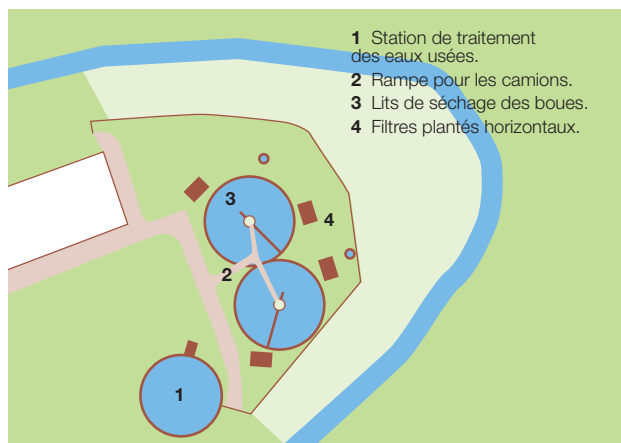 1 Station de traitement
des eaux usées.
2 Rampe pour les camions.
3 Lits de séchage des boues.
4 Filtres plantés horizontaux.
3
4
2
1